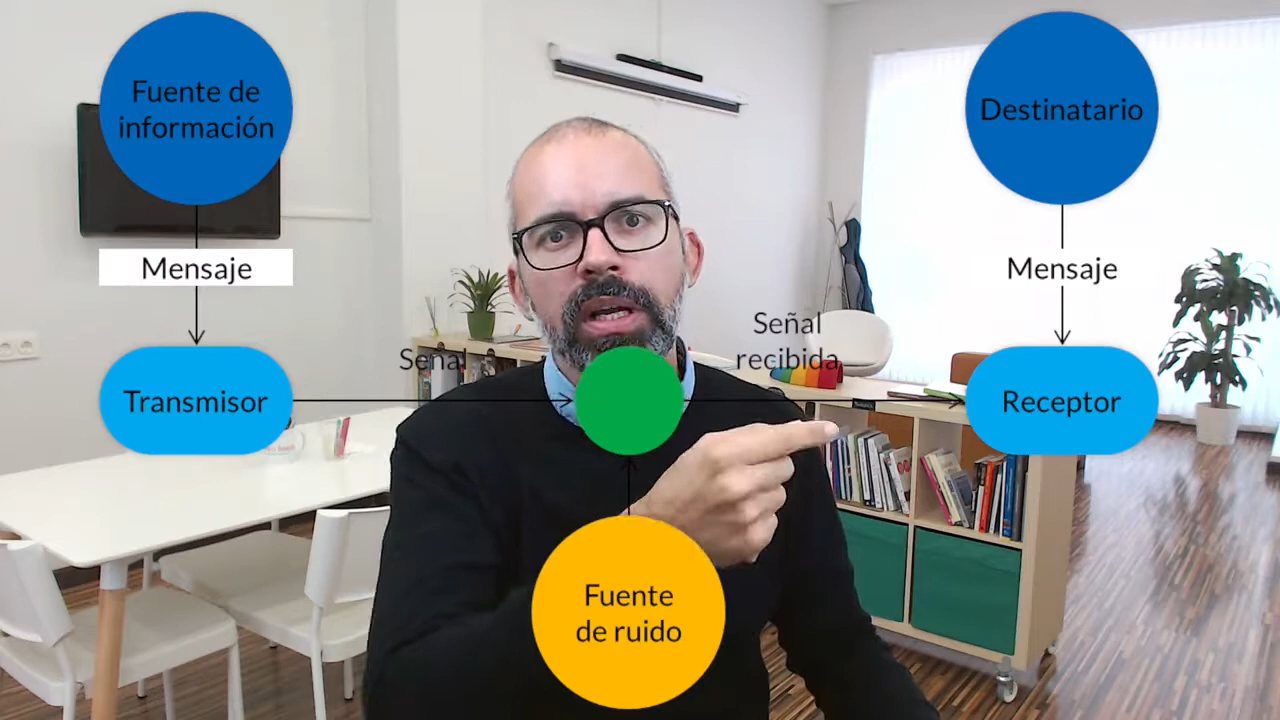 Fuente de
información
Destinatario
Mensaje
Mensaje
Señal
Señal
recibida
Transmisor
Receptor
Fuente
de ruido